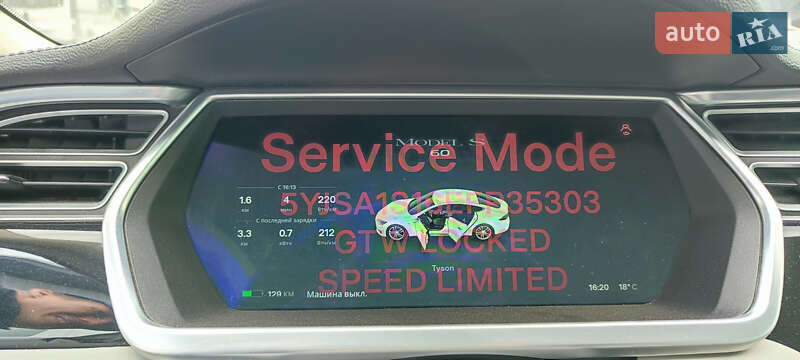 auto RIA
.com
MODEL S
60
Service Mode
С 16:13
1.6 4 220
км мин Втч/км
С последней зарядки
3.3 0.7 212
км кВтч Втч/км
GTW LOCKED
Tyson
SPEED LIMITED
129 КМ Машина выкл. 16:20 18°C